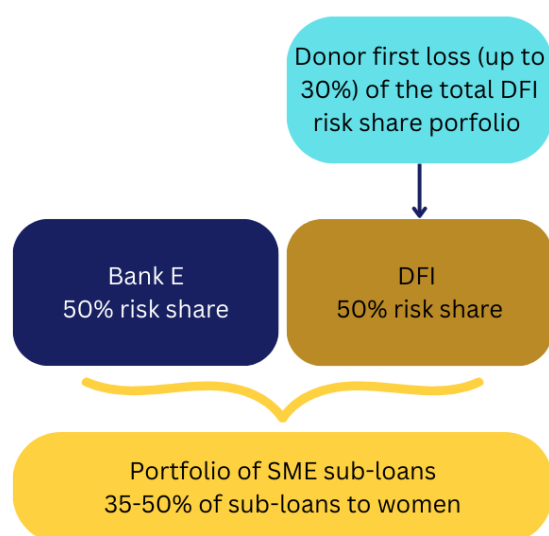 Donor first loss (up to
30%) of the total DFI
risk share porfolio
Bank E
50% risk share
DFI
50% risk share
Portfolio of SME sub-loans
35-50% of sub-loans to women